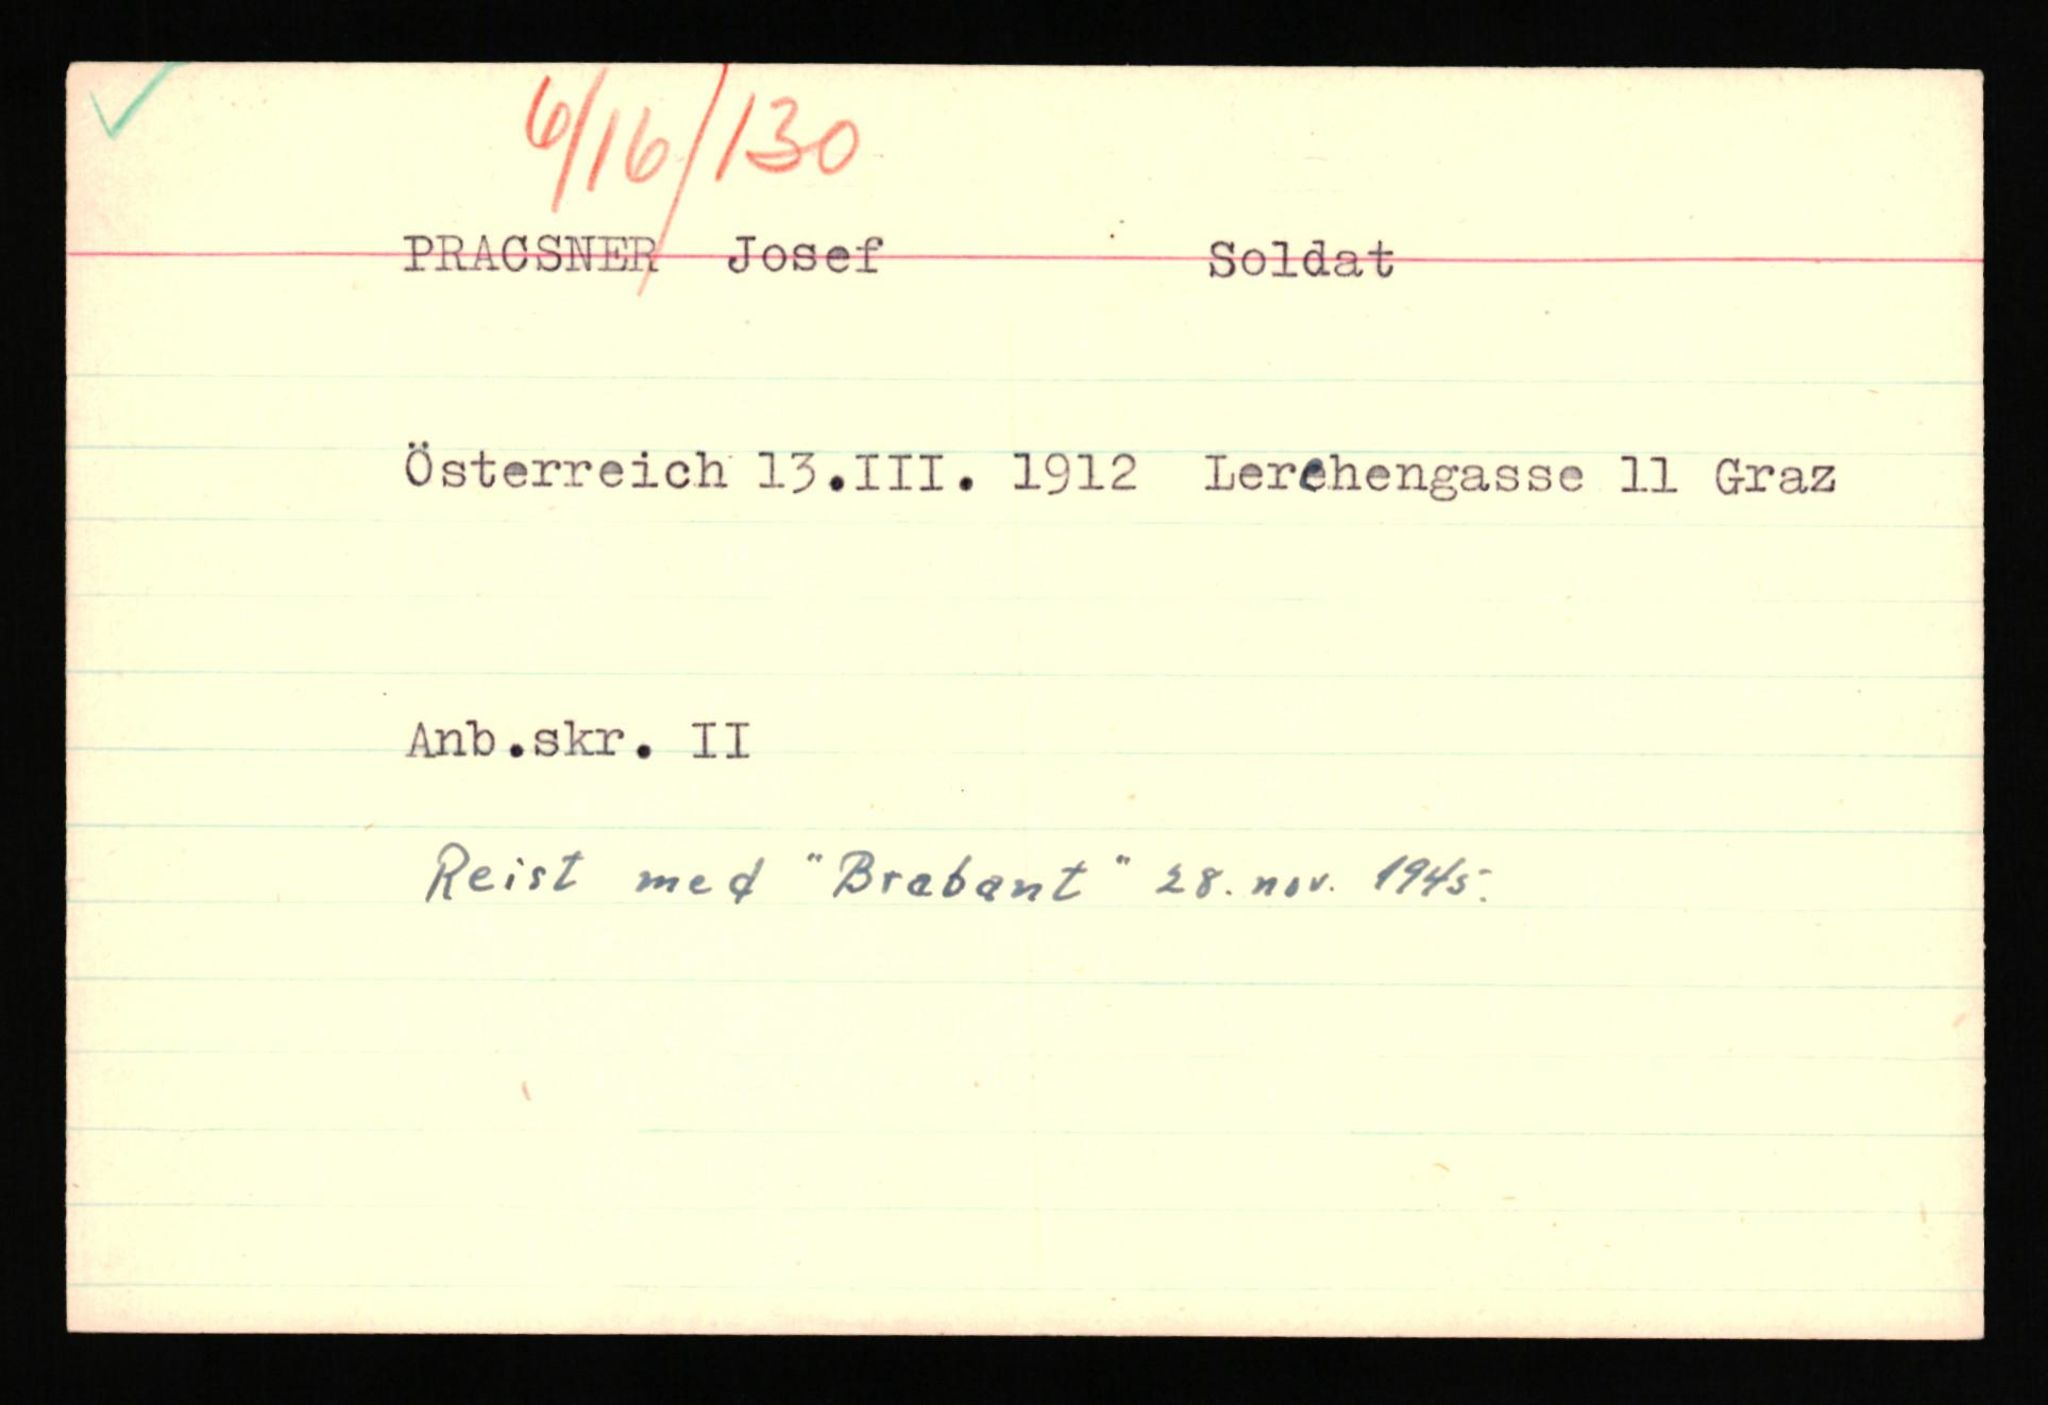 6/16/130
PRACSNER Josef Soldat
Österreich 13.III. 1912 Lerchengasse 11 Graz
Anb.skr. II
Reist med "Brabant" 28. nov. 1945.